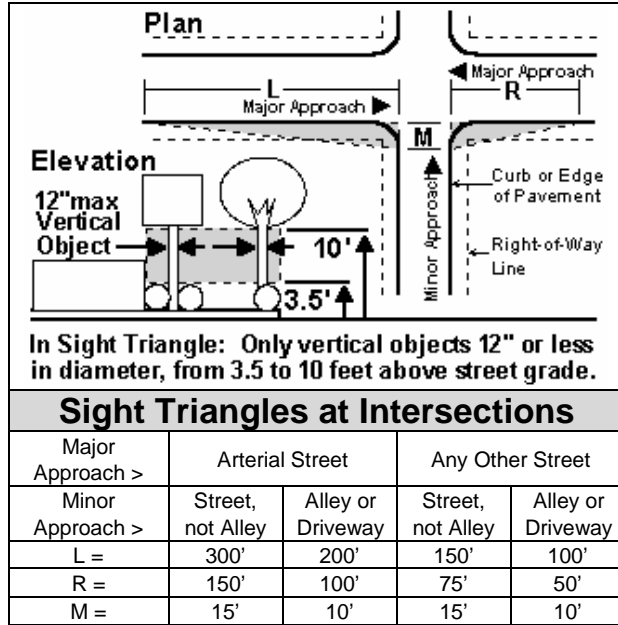 Plan
Major Approach
L
R
Major Approach
M
Elevation
12"max
Vertical
Object
10'
3.5'
Minor Approach
Curb or Edge
of Pavement
Right-of-Way
Line
In Sight Triangle: Only vertical objects 12" or less
in diameter, from 3.5 to 10 feet above street grade.
Sight Triangles at Intersections
Major
Approach >
Arterial Street
Any Other Street
Minor
Approach >
Street,
not Alley
Alley or
Driveway
Street,
not Alley
Alley or
Driveway
L = 300' 200' 150' 100'
R = 150' 100' 75' 50'
M = 15' 10' 15' 10'